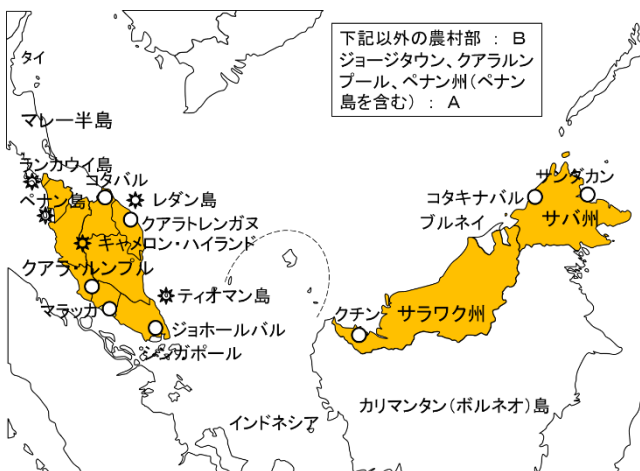 下記以外の農村部 ： B
ジョージタウン、クアラルン
プール、ペナン州(ペナン
島を含む) ： A
タイ
マレー半島
ランカウイ島
コタバル
レダン島
ペナン島
クアラトレンガヌ
キャメロン・ハイランド
クアラ・ルンプル
ティオマン島
マラッカ
ジョホールバル
シンガポール
インドネシア
サンダカン
コタキナバル
サバ州
ブルネイ
クチン
サラワク州
カリマンタン(ボルネオ)島